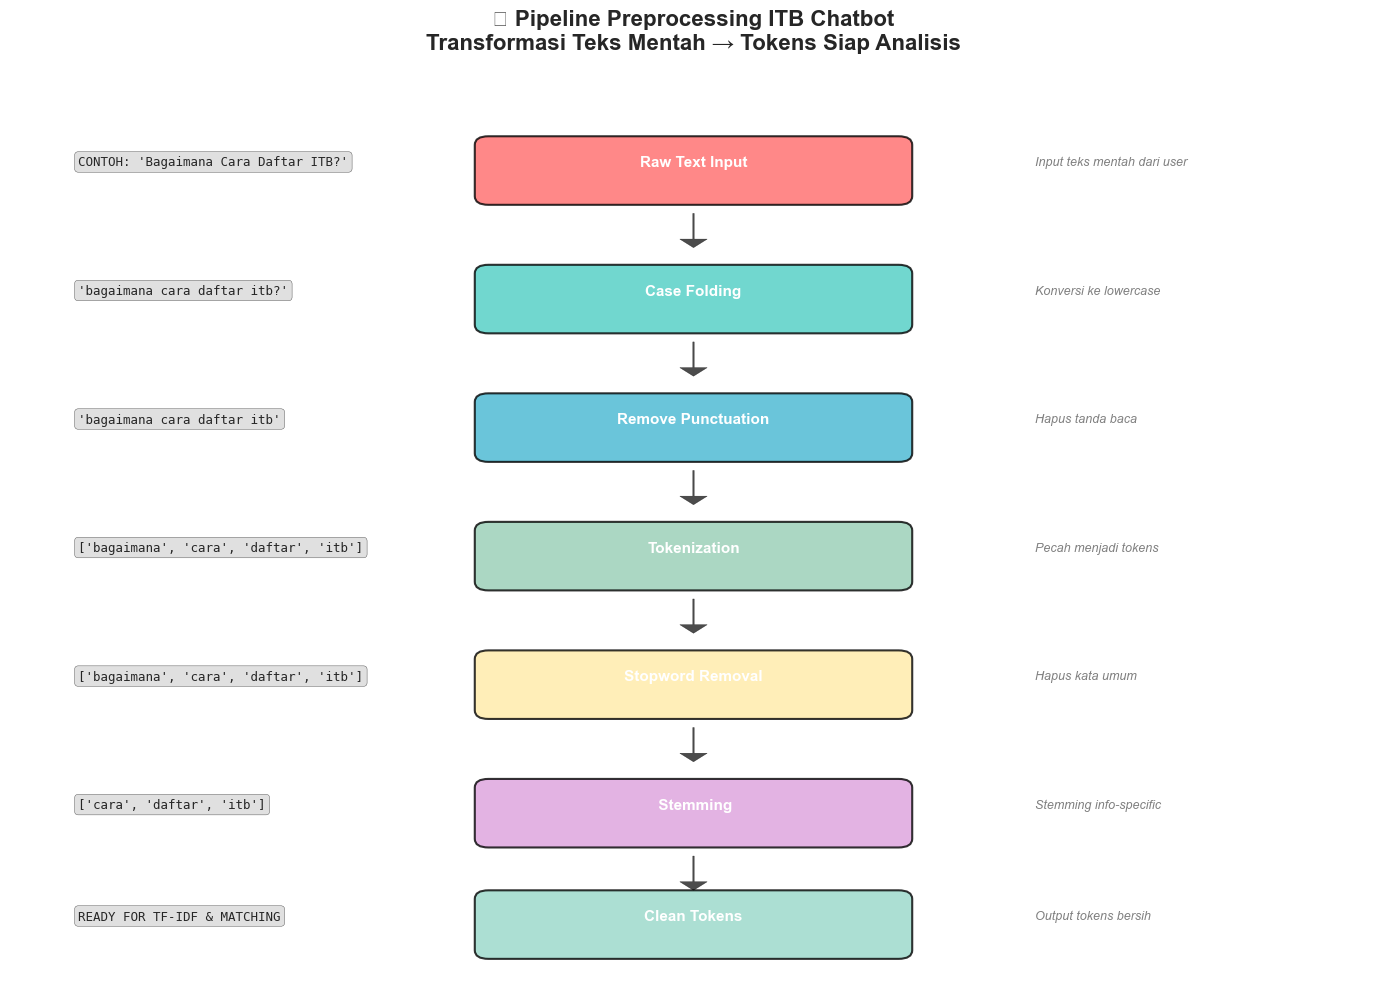 Pipeline Preprocessing ITB Chatbot
Transformasi Teks Mentah → Tokens Siap Analisis
CONTOH: 'Bagaimana Cara Daftar ITB?'
Raw Text Input
Input teks mentah dari user
'bagaimana cara daftar itb?'
Case Folding
Konversi ke lowercase
'bagaimana cara daftar itb'
Remove Punctuation
Hapus tanda baca
['bagaimana', 'cara', 'daftar', 'itb']
Tokenization
Pecah menjadi tokens
['bagaimana', 'cara', 'daftar', 'itb']
Stopword Removal
Hapus kata umum
['cara', 'daftar', 'itb']
Stemming
Stemming info-specific
READY FOR TF-IDF & MATCHING
Clean Tokens
Output tokens bersih